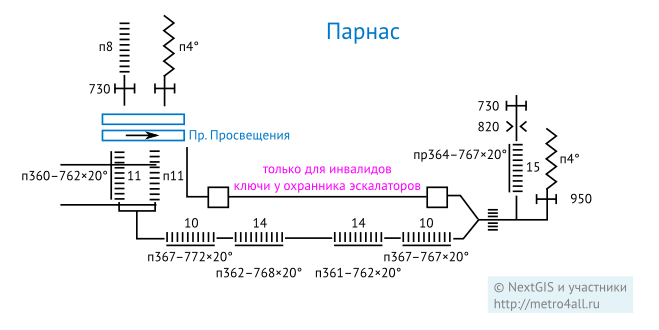 Парнас
п8
п4°
730
Пр. Просвещения
730
820
пр364–767×20°
15
п4°
950
только для инвалидов
ключи у охранника эскалаторов
п360–762×20°
11
п11
10
14
14
10
п367–772×20°
п362–768×20°
п361–762×20°
п367–767×20°
© NextGIS и участники
http://metro4all.ru